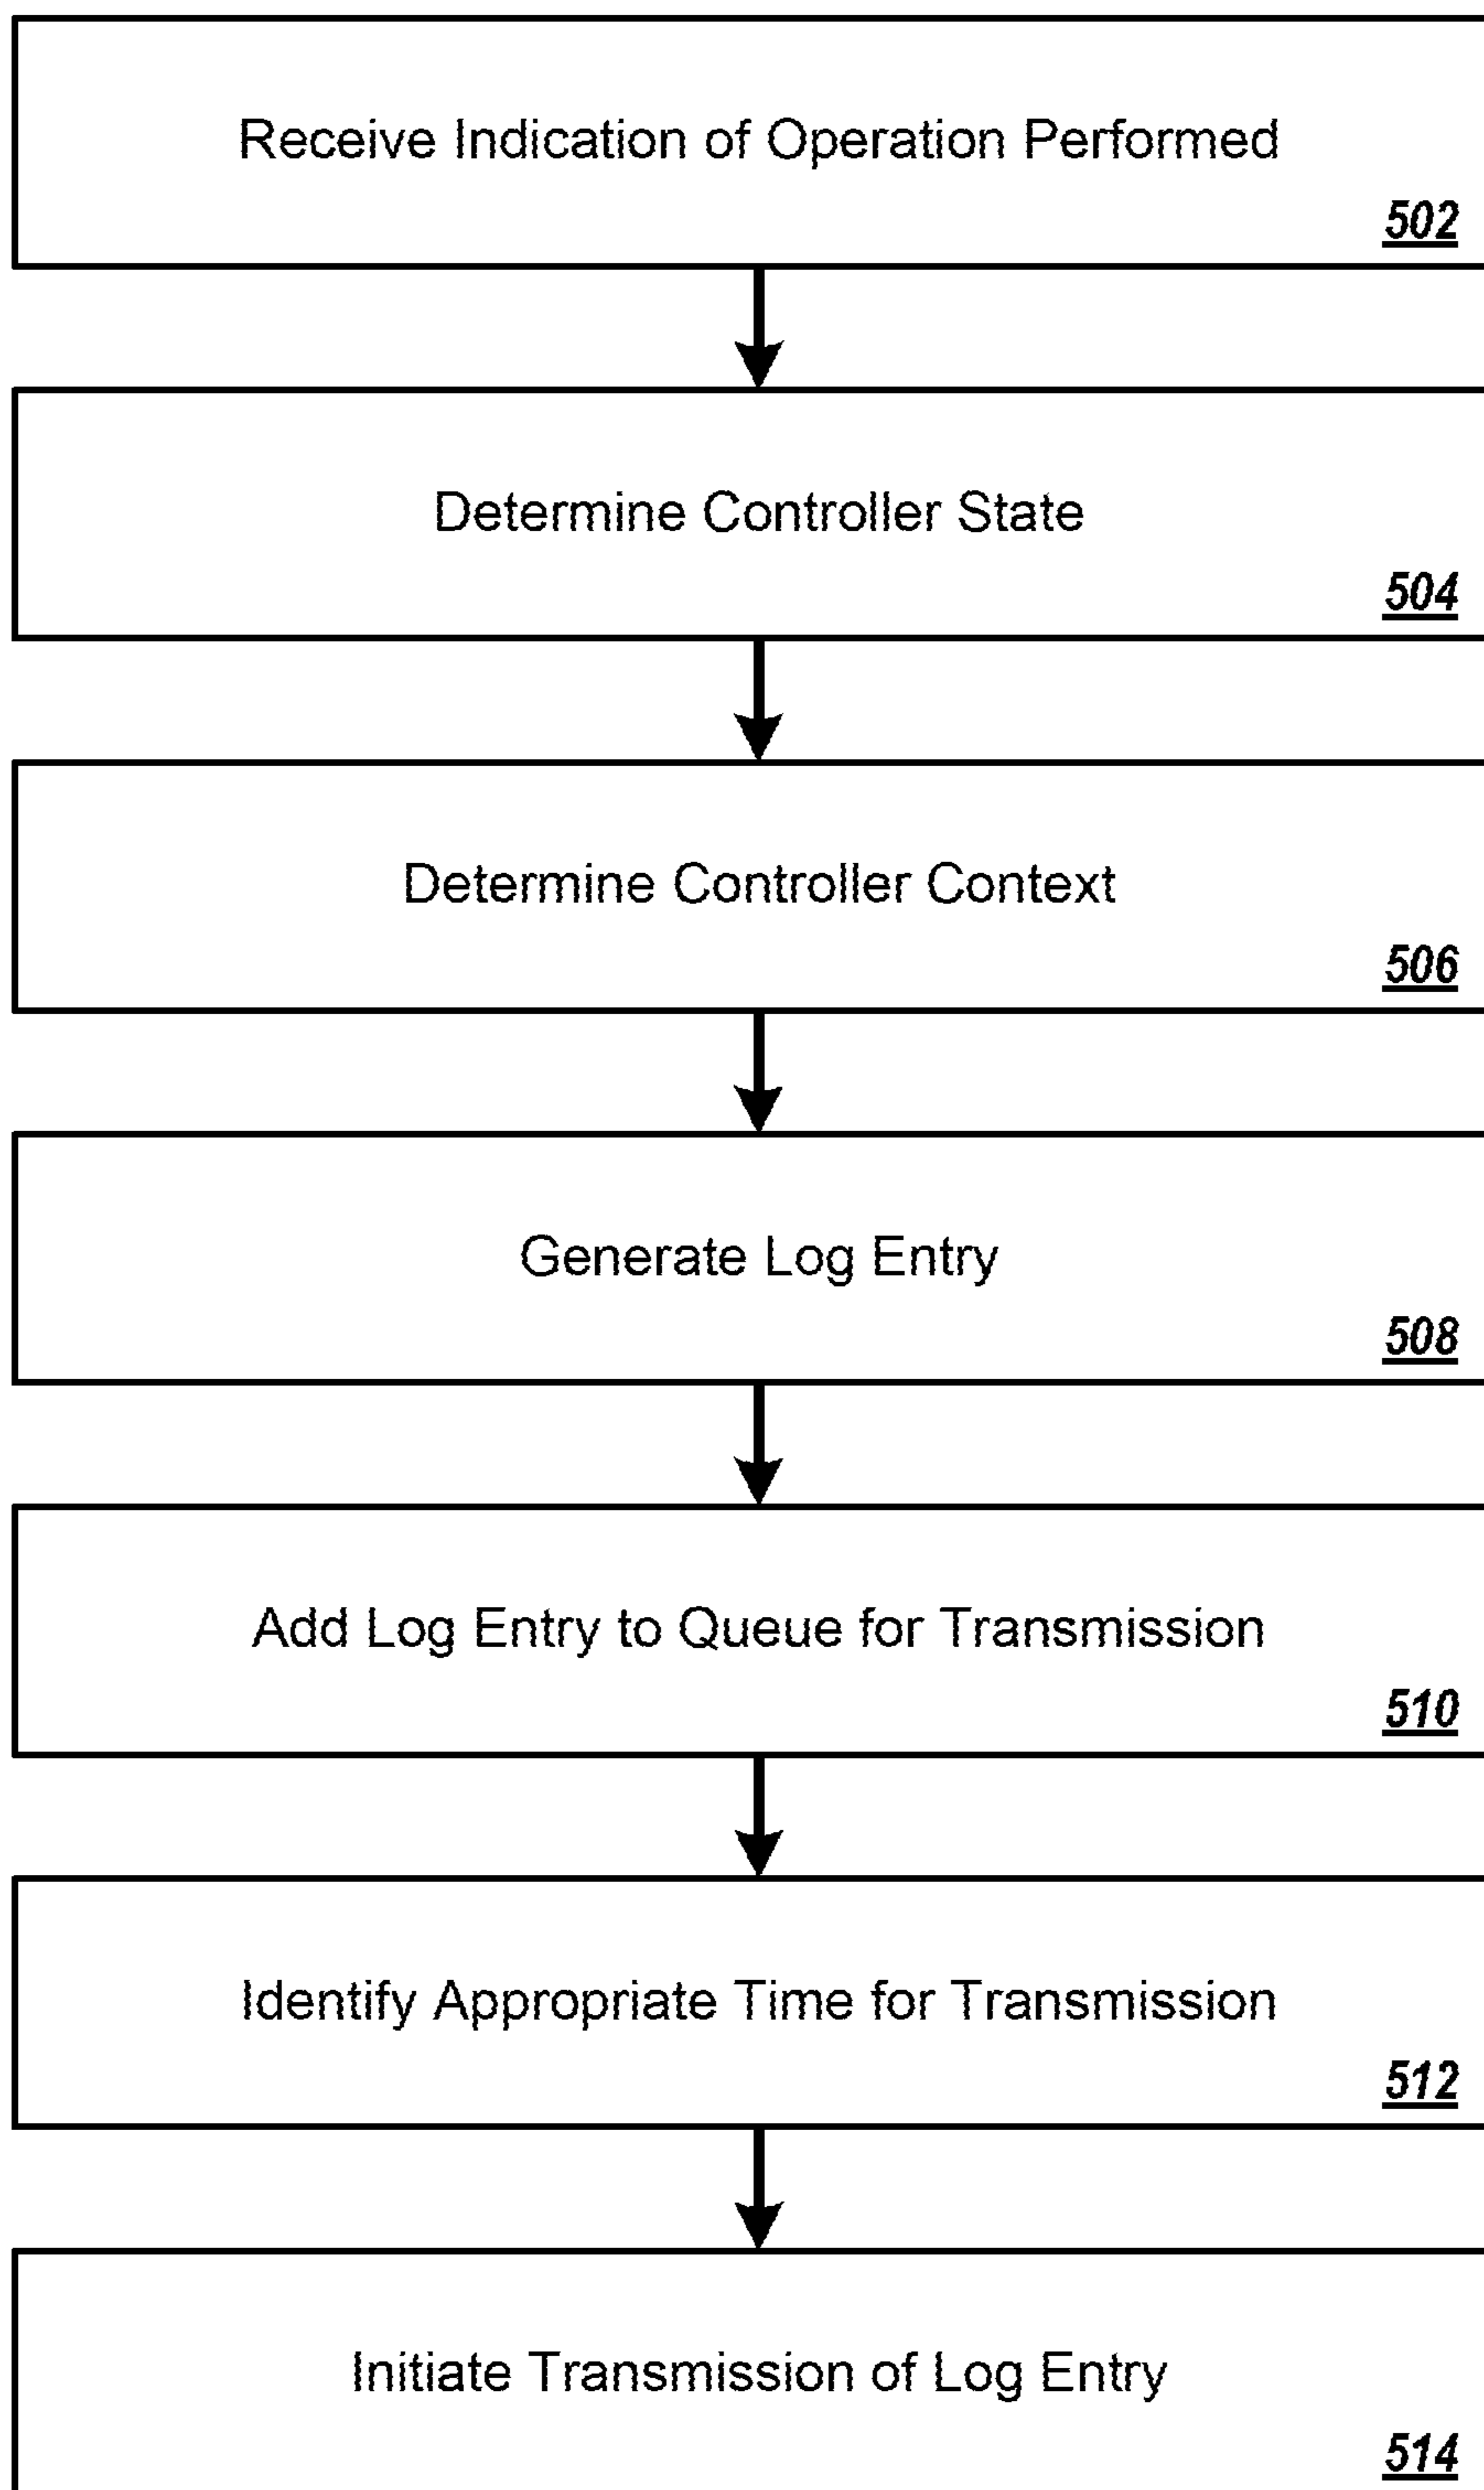 Receive Indication of Operation Performed
502
Determine Controller State
504
Determine Controller Context
506
Generate Log Entry
508
Add Log Entry to Queue for Transmission
510
Identify Appropriate Time for Transmission
512
Initiate Transmission of Log Entry
514